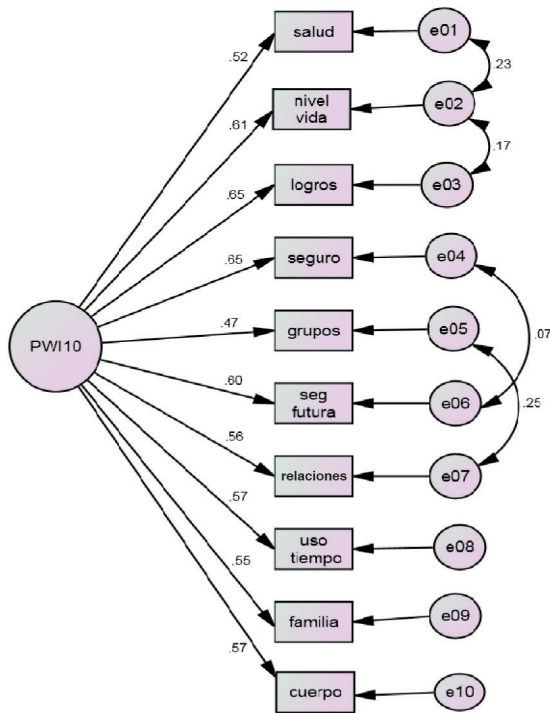 salud
e01
.52
.23
nivel
vida
e02
.61
.17
logros
e03
.65
seguro
e04
.65
.07
PWI10
grupos
e05
.47
seg
futura
e06
.60
.25
relaciones
e07
.56
uso
tiempo
e08
.57
familia
e09
.55
cuerpo
e10
.57